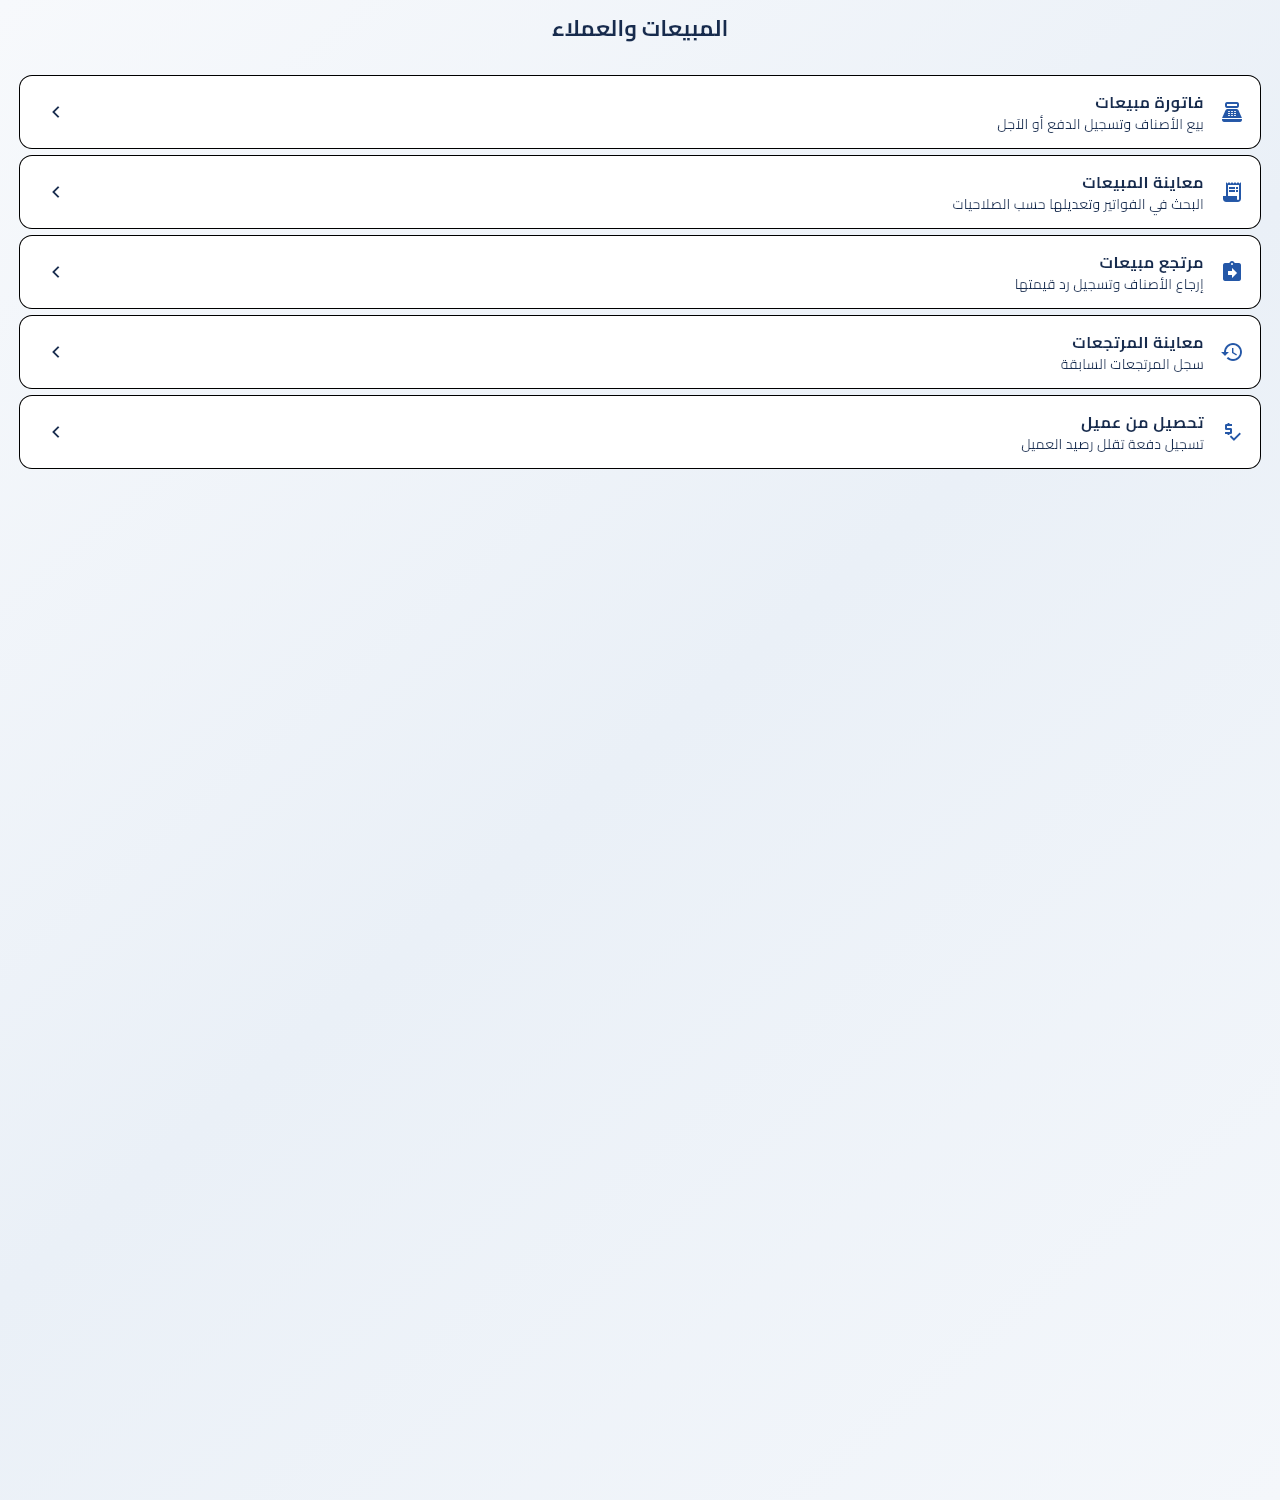 المبيعات والعملاء
فاتورة مبيعات
بيع الأصناف وتسجيل الدفع أو الآجل
معاينة المبيعات
البحث في الفواتير وتعديلها حسب الصلاحيات
مرتجع مبيعات
إرجاع الأصناف وتسجيل رد قيمتها
معاينة المرتجعات
سجل المرتجعات السابقة
تحصيل من عميل
تسجيل دفعة تقلل رصيد العميل